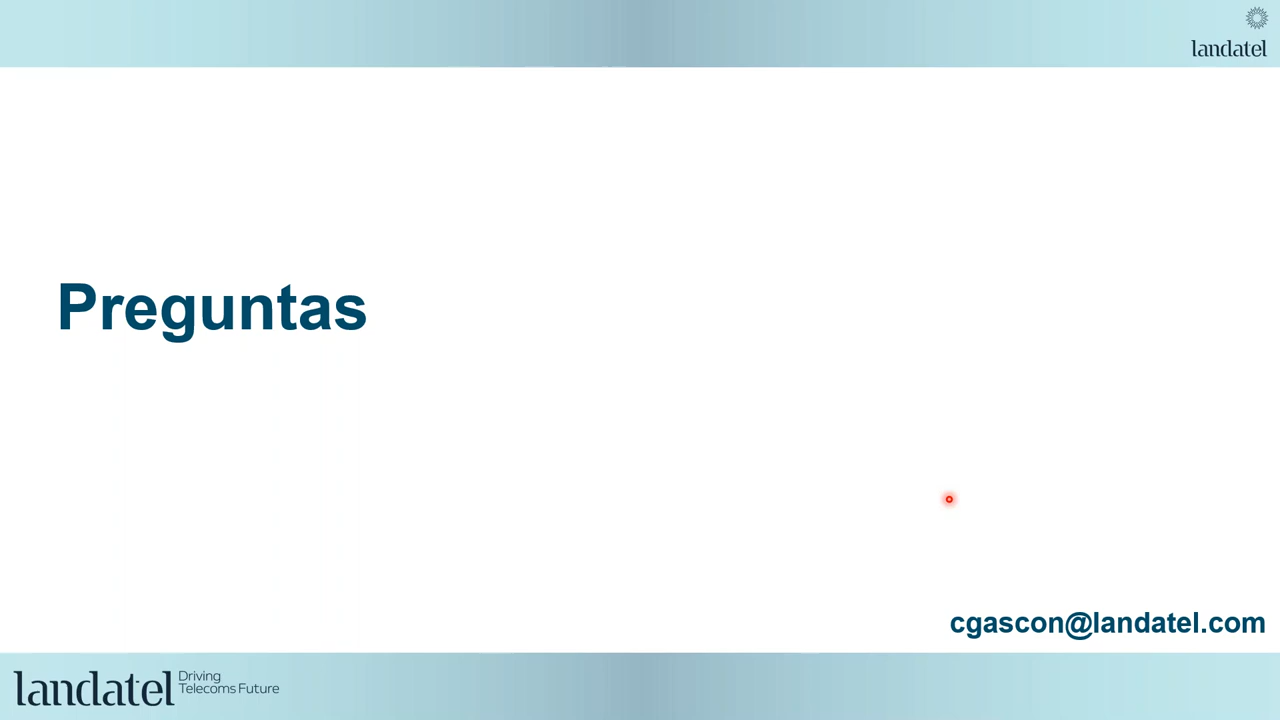 landatel
Preguntas
cgascon@landatel.com
landatel
Driving
Telecoms Future